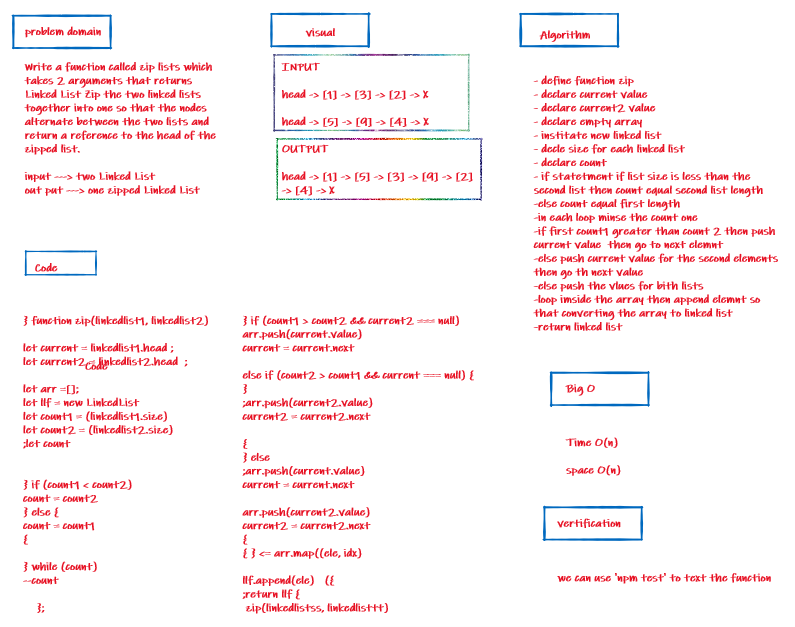 problem domain
Write a function called zip lists which
takes 2 arguments that returns
Linked List Zip the two linked lists
together into one so that the nodes
alternate between the two lists and
return a reference to the head of the
zipped list.
input ---> two Linked List
out put ---> one zipped Linked List
visual
INPUT
head -> [1] -> [3] -> [2] -> X
head -> [5] -> [9] -> [4] -> X
OUTPUT
head -> [1] -> [5] -> [3] -> [9] -> [2]
-> [4] -> X
Algorithm
- define function zip
- declare current value
- declare current2 value
- declare empty array
- institate new linked list
- decle size for each linked list
- declare count
- if statetment if list size is less than the
second list then count equal second list length
-else count equal first length
-in each loop minse the count one
-if first count1 greater than count 2 then push
current value then go to next elemnt
-else push current value for the second elements
then go th next value
-else push the vlues for bith lists
-loop imside the array then append elemnt so
that converting the array to linked list
-return linked list
Code
} function zip(linkedlist1, linkedlist2)
let current = linkedlist1.head ;
let current2 = linkedlist2.head ;
Code
let arr =[];
let llf = new LinkedList
let count1 = (linkedlist1.size)
let count2 = (linkedlist2.size)
;let count
} if (count1 < count2)
count = count2
} else {
count = count1
{
} while (count)
--count
};
} if (count1 > count2 && current2 === null)
arr.push(current.value)
current = current.next
else if (count2 > count1 && current === null) {
}
;arr.push(current2.value)
current2 = current2.next
{
} else
;arr.push(current.value)
current = current.next
arr.push(current2.value)
current2 = current2.next
{
{ } <= arr.map((ele, idx)
llf.append(ele) ({
;return llf {
zip(linkedlistss, linkedlisttt)
Big O
Time O(n)
space O(n)
vertification
we can use 'npm test' to text the function